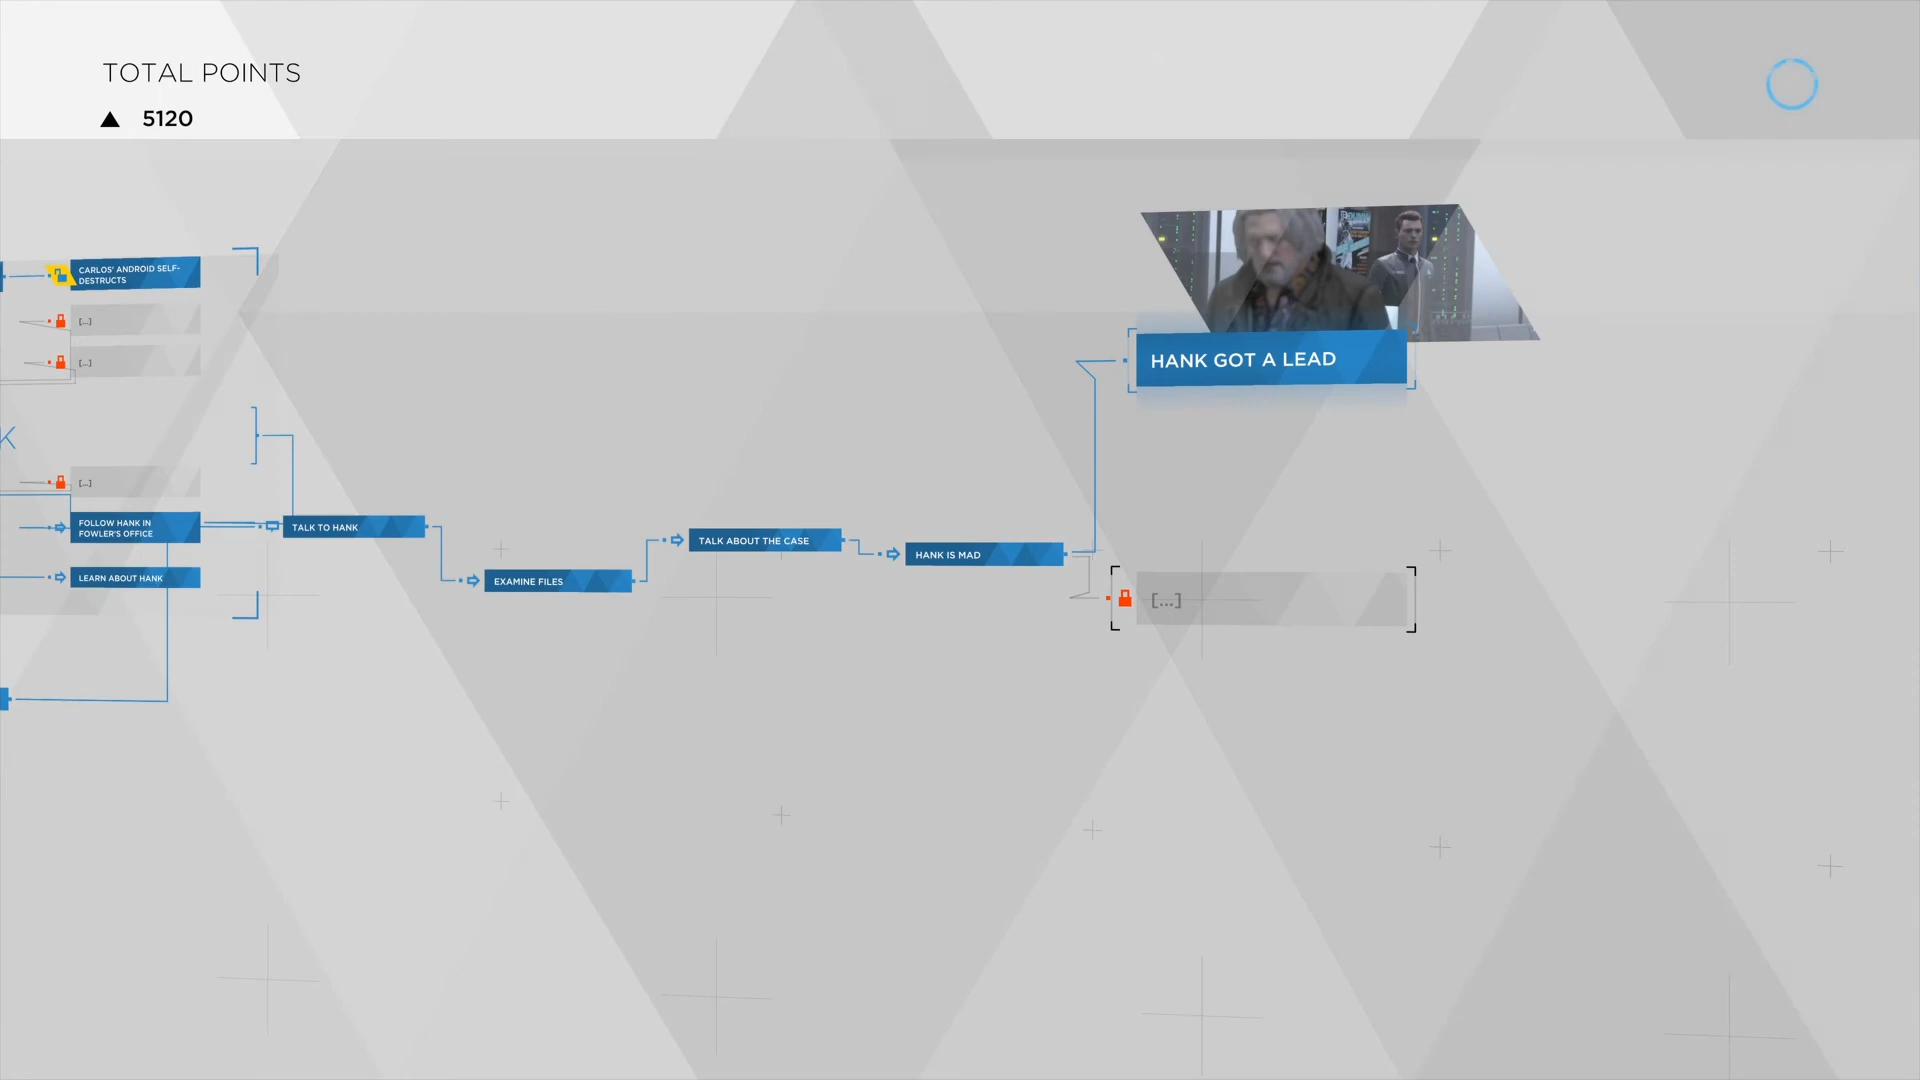 TOTAL POINTS
5120
CARLOS' ANDROID SELF-
DESTRUCTS
[...]
[...]
K
[...]
FOLLOW HANK IN
FOWLER'S OFFICE
LEARN ABOUT HANK
TALK TO HANK
EXAMINE FILES
TALK ABOUT THE CASE
HANK IS MAD
HANK GOT A LEAD
[...]